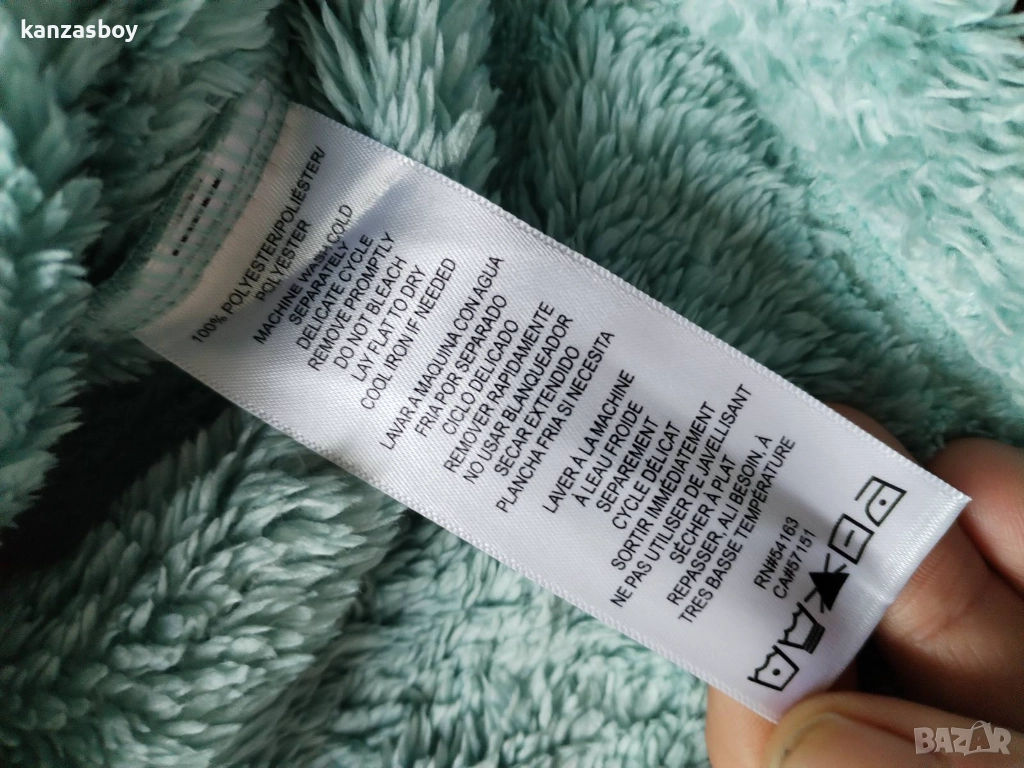 kanzasboy
100% POLYESTER/POLIÉSTER/
POLYESTER
MACHINE WASH COLD
SEPARATELY
DELICATE CYCLE
REMOVE PROMPTLY
DO NOT BLEACH
LAY FLAT TO DRY
COOL IRON IF NEEDED
LAVAR A MAQUINA CON AGUA
FRIA POR SEPARADO
CICLO DELICADO
REMOVER RAPIDAMENTE
NO USAR BLANQUEADOR
SECAR EXTENDIDO
PLANCHA FRIA SI NECESITA
LAVER À LA MACHINE
À L'EAU FROIDE
SEPAREMENT
CYCLE DÉLICAT
SORTIR IMMÉDIATEMENT
NE PAS UTILISER DE JAVELLISANT
SÈCHER À PLAT
REPASSER, AU BESOIN, À
TRES BASSE TEMPÉRATURE
RN#54163
CA#57151
BAZAR